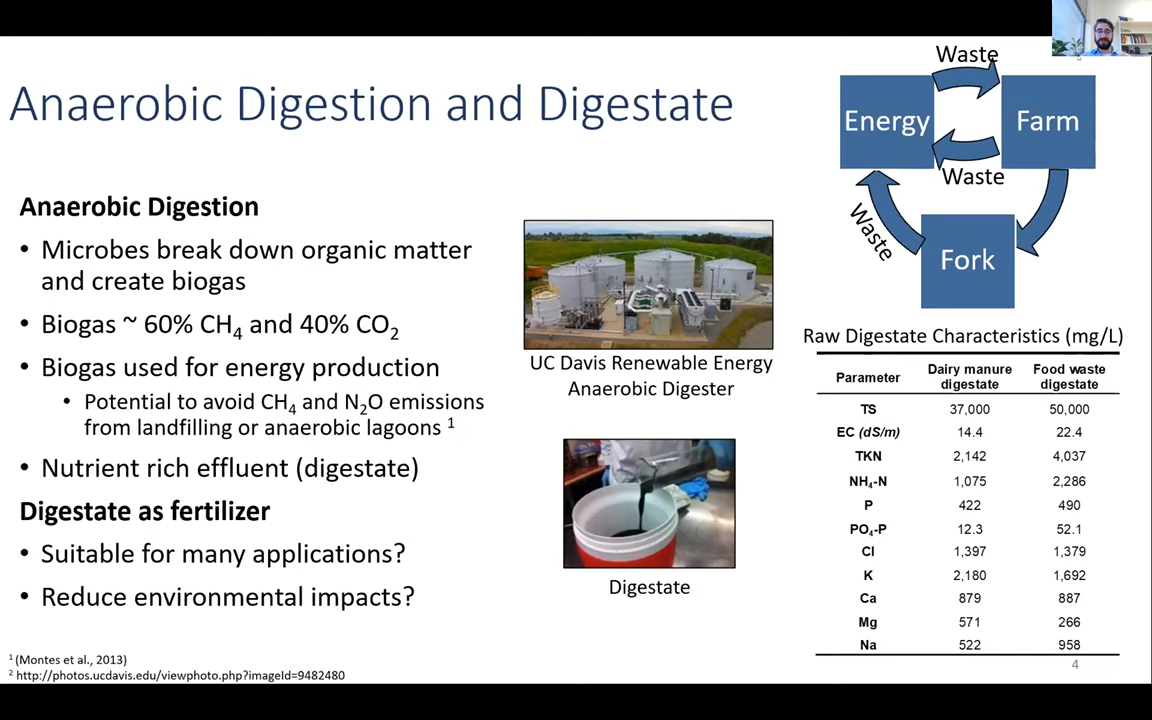 Anaerobic Digestion and Digestate
Anaerobic Digestion
• Microbes break down organic matter
and create biogas
• Biogas ~ 60% CH₄ and 40% CO₂
• Biogas used for energy production
• Potential to avoid CH₄ and N₂O emissions
from landfilling or anaerobic lagoons ¹
• Nutrient rich effluent (digestate)
Digestate as fertilizer
• Suitable for many applications?
• Reduce environmental impacts?
¹ (Montes et al., 2013)
² http://photos.ucdavis.edu/viewphoto.php?imageId=9482480
UC Davis Renewable Energy
Anaerobic Digester
Digestate
Waste
Energy
Farm
Waste
Waste
Fork
Raw Digestate Characteristics (mg/L)
Parameter Dairy manure digestate Food waste digestate
TS 37,000 50,000
EC (dS/m) 14.4 22.4
TKN 2,142 4,037
NH₄-N 1,075 2,286
P 422 490
PO₄-P 12.3 52.1
Cl 1,397 1,379
K 2,180 1,692
Ca 879 887
Mg 571 266
Na 522 958
4